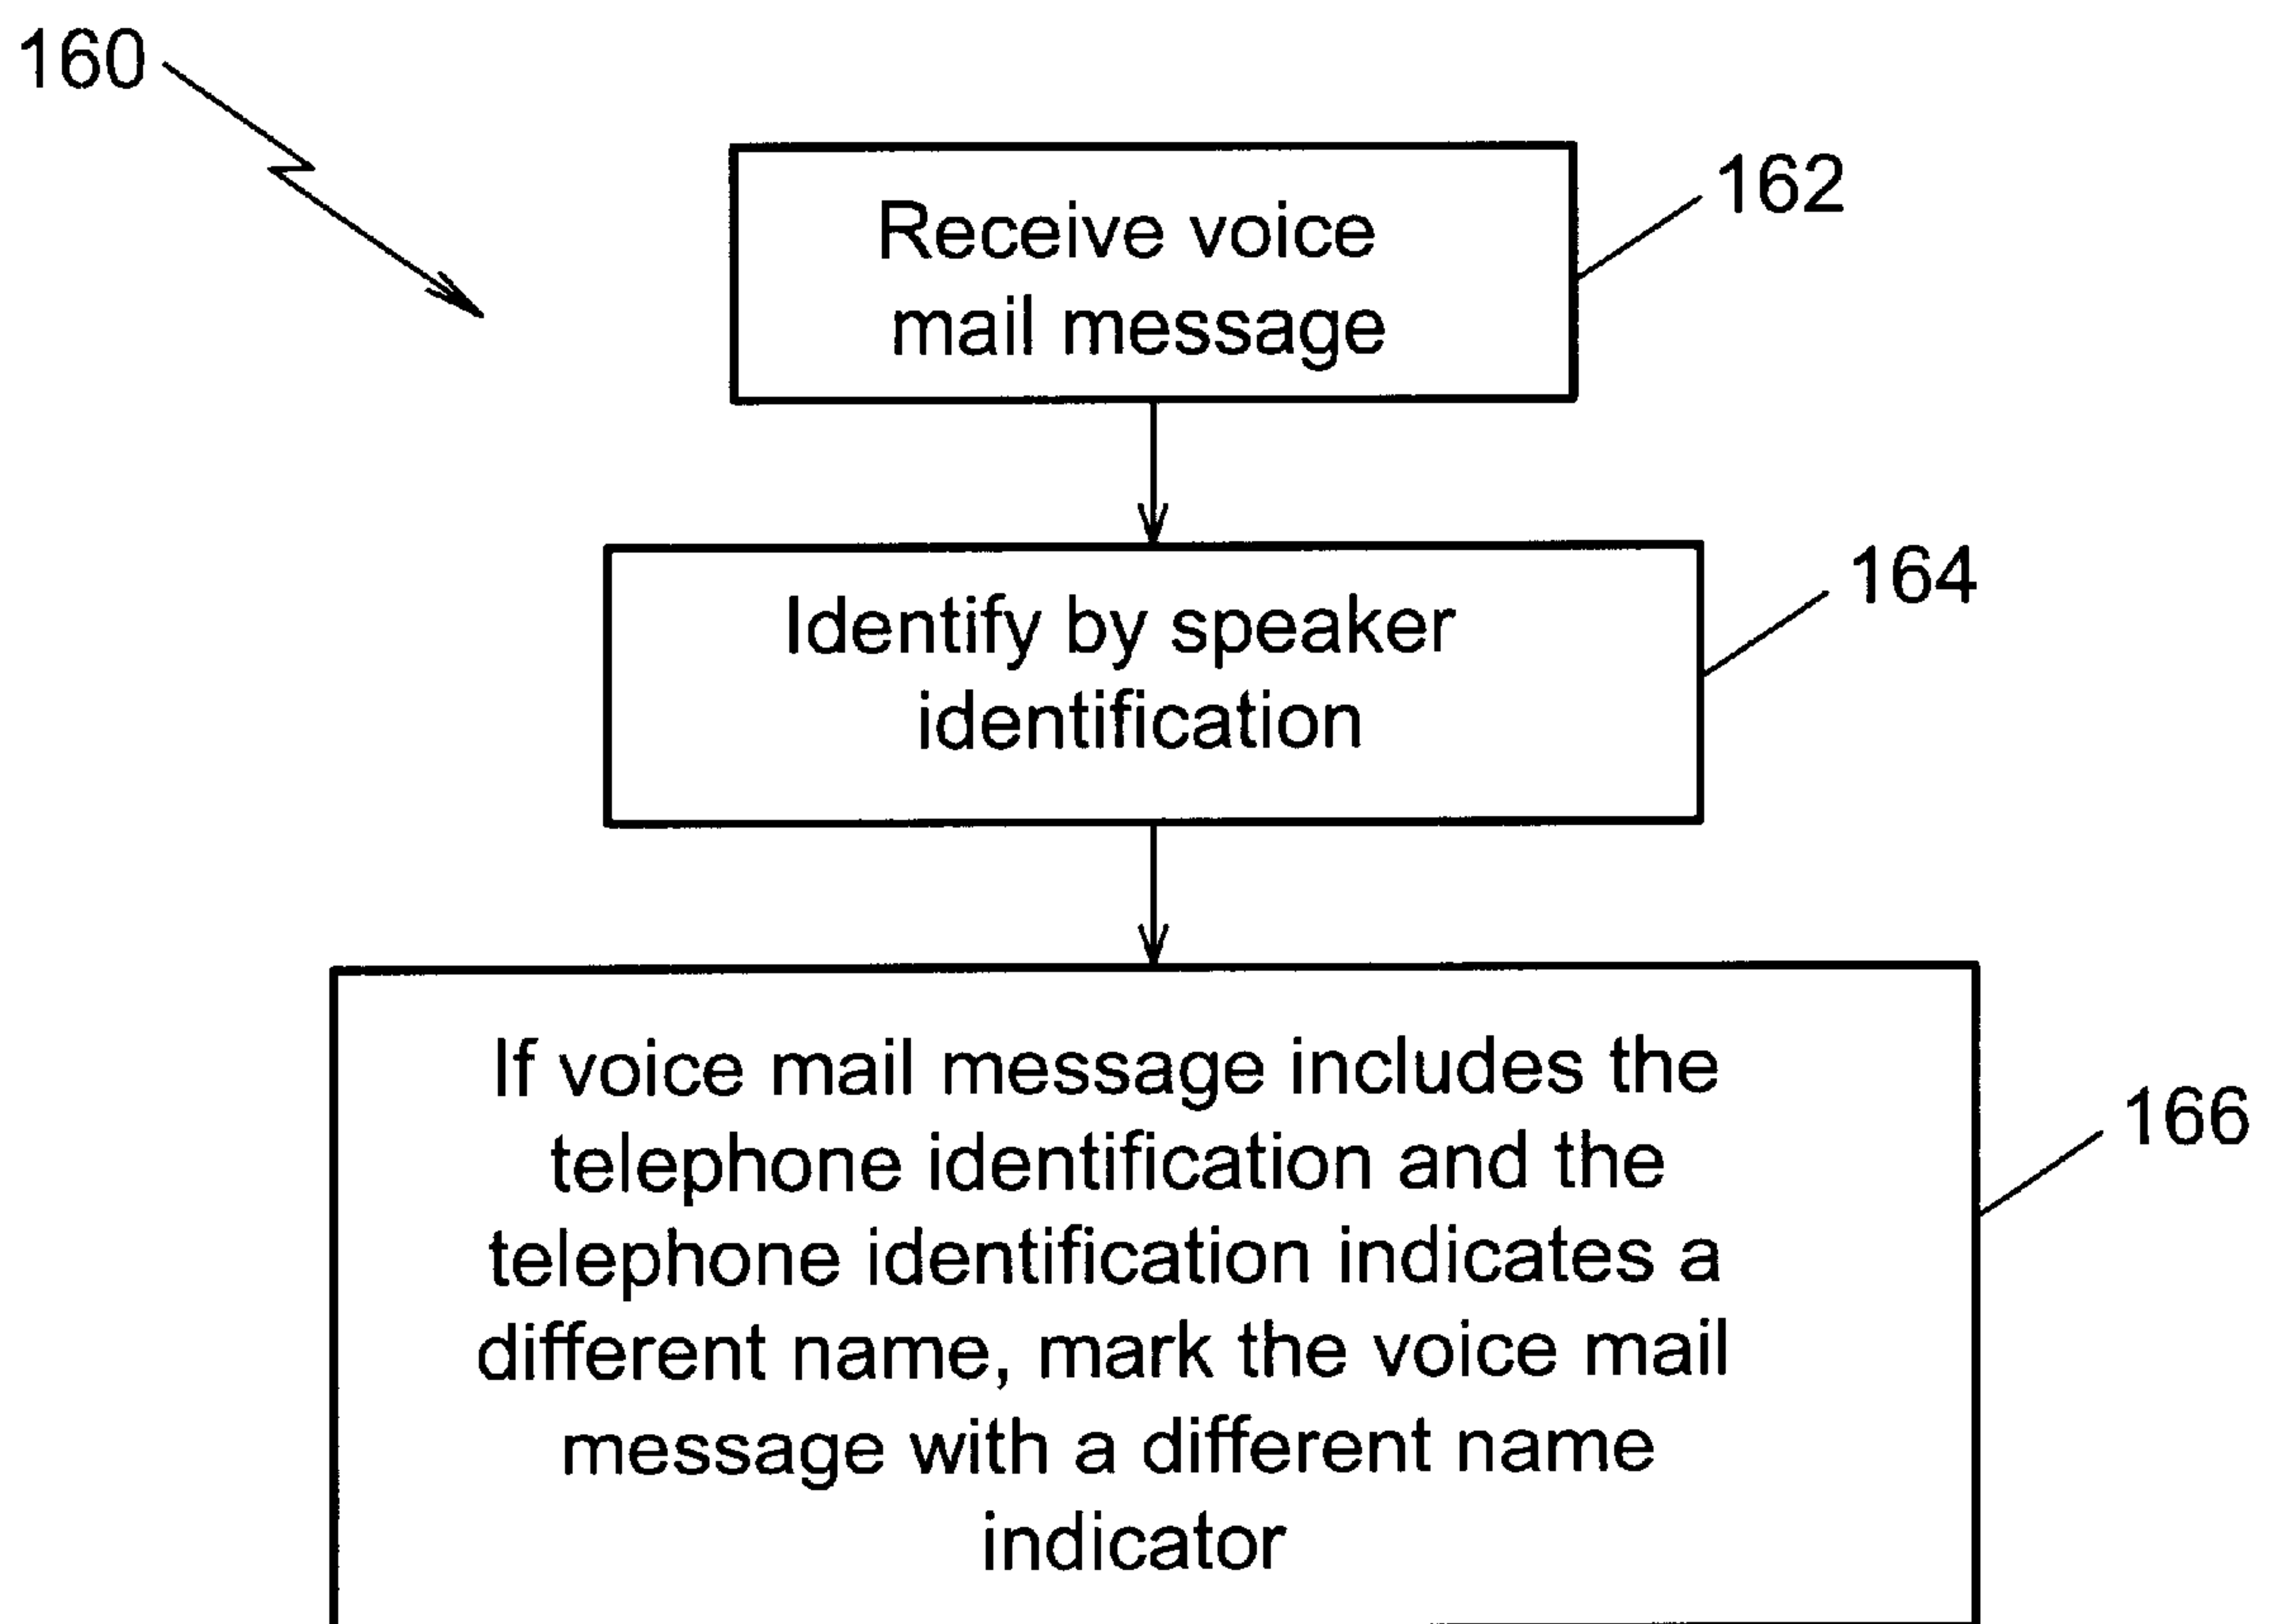 160
Receive voice
mail message
162
Identify by speaker
identification
164
If voice mail message includes the
telephone identification and the
telephone identification indicates a
different name, mark the voice mail
message with a different name
indicator
166